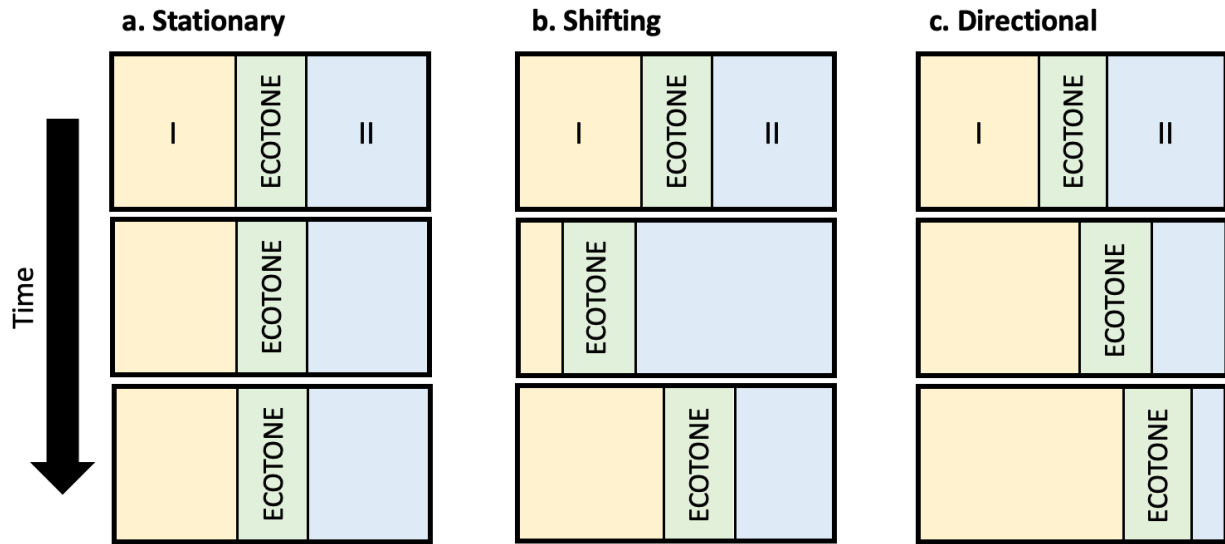 a. Stationary
b. Shifting
c. Directional
I
ECOTONE
II
I
ECOTONE
II
I
ECOTONE
II
Time
ECOTONE
ECOTONE
ECOTONE
ECOTONE
ECOTONE
ECOTONE